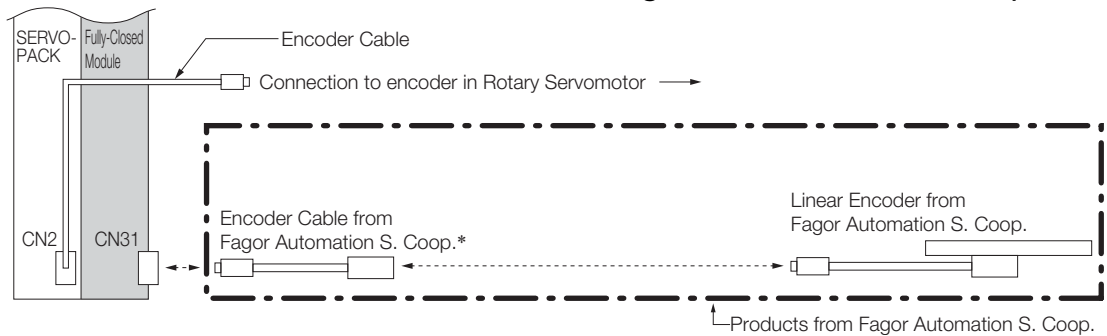 SERVO-
PACK
Fully-Closed
Module
Encoder Cable
Connection to encoder in Rotary Servomotor
Linear Encoder from
Fagor Automation S. Coop.
Encoder Cable from
Fagor Automation S. Coop.*
CN2
CN31
Products from Fagor Automation S. Coop.